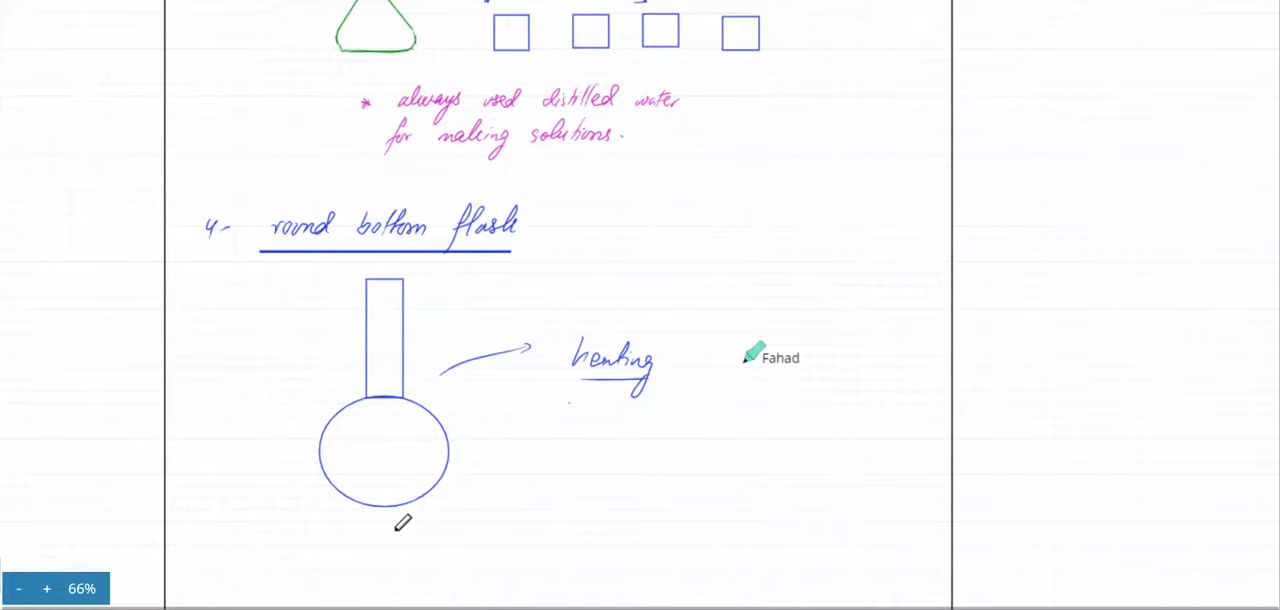 * always used distilled water
for making solutions.
4- round bottom flask
heating
Fahad
- + 66%